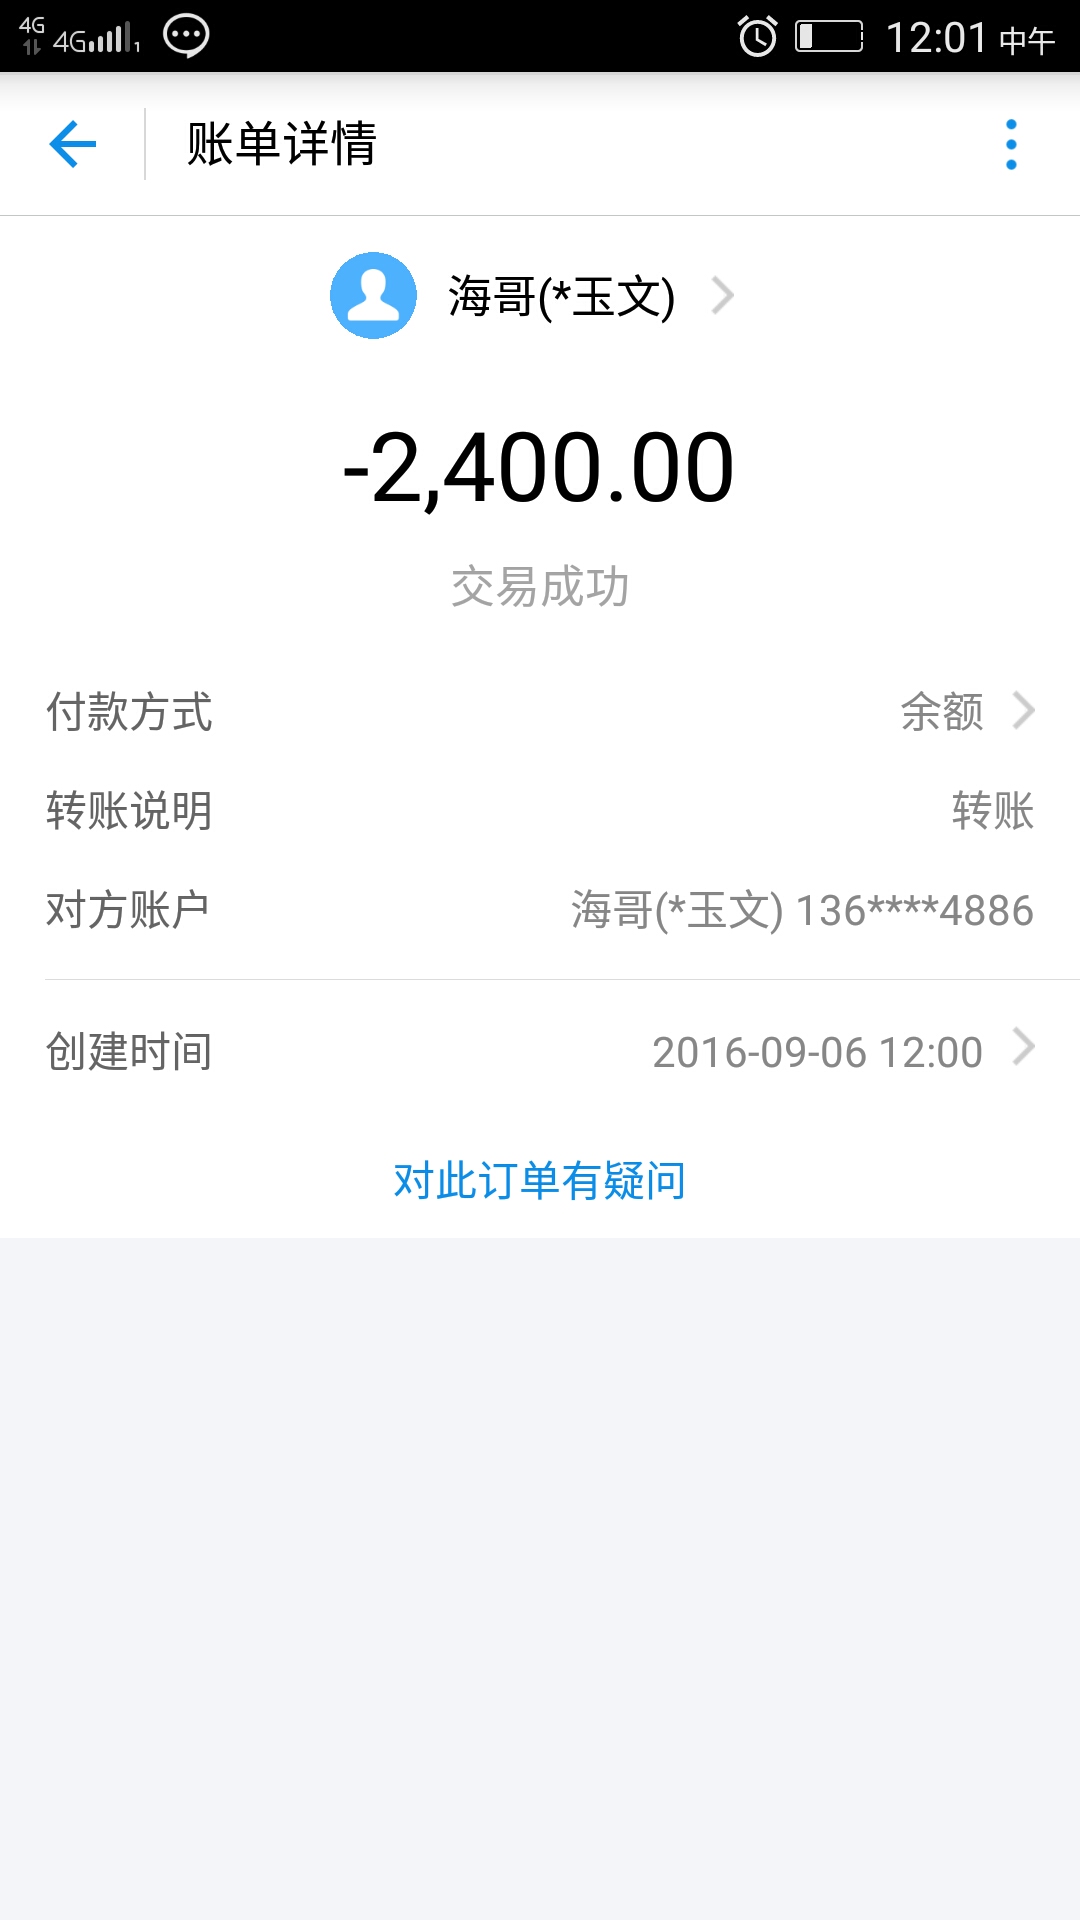 4G 4G 1 12:01 中午
账单详情
海哥(*玉文)
-2,400.00
交易成功
付款方式 余额
转账说明 转账
对方账户 海哥(*玉文) 136****4886
创建时间 2016-09-06 12:00
对此订单有疑问